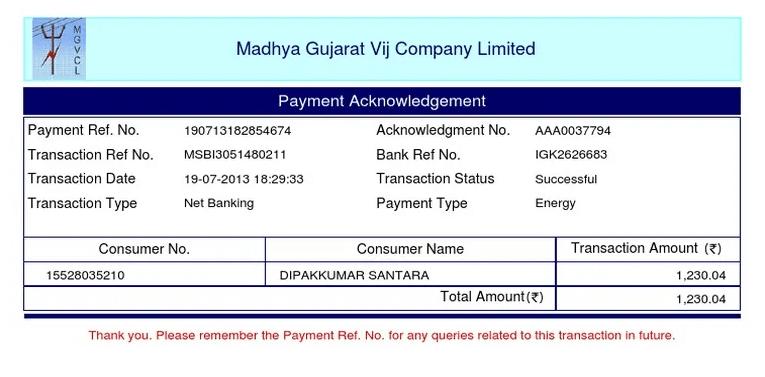 MGVCL
Madhya Gujarat Vij Company Limited
Payment Acknowledgement
Payment Ref. No. 190713182854674 Acknowledgment No. AAA0037794
Transaction Ref No. MSBI3051480211 Bank Ref No. IGK2626683
Transaction Date 19-07-2013 18:29:33 Transaction Status Successful
Transaction Type Net Banking Payment Type Energy
Consumer No. Consumer Name Transaction Amount (₹)
15528035210 DIPAKKUMAR SANTARA 1,230.04
Total Amount(₹) 1,230.04
Thank you. Please remember the Payment Ref. No. for any queries related to this transaction in future.